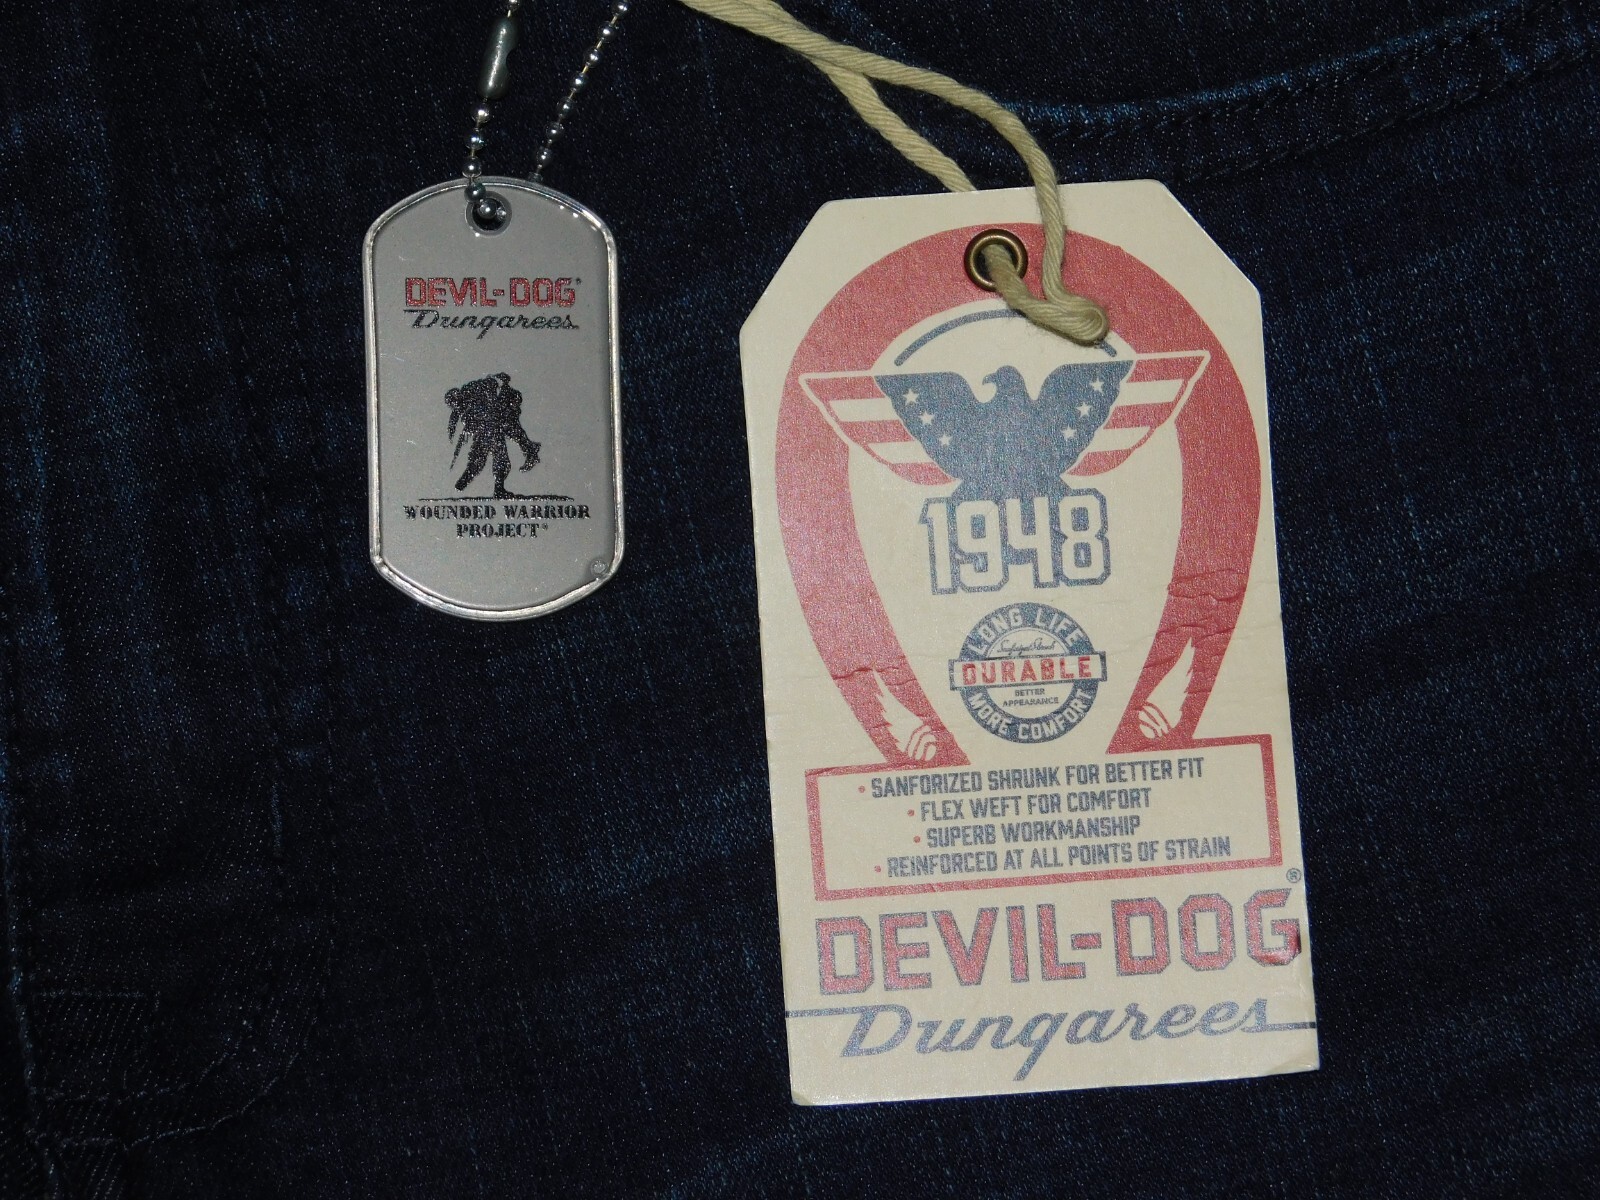 DEVIL-DOG®
Dungarees
WOUNDED WARRIOR
PROJECT®
1948
LONG LIFE
DURABLE
BETTER
APPEARANCE
MORE COMFORT
• SANFORIZED SHRUNK FOR BETTER FIT
• FLEX WEFT FOR COMFORT
• SUPERB WORKMANSHIP
• REINFORCED AT ALL POINTS OF STRAIN
DEVIL-DOG®
Dungarees